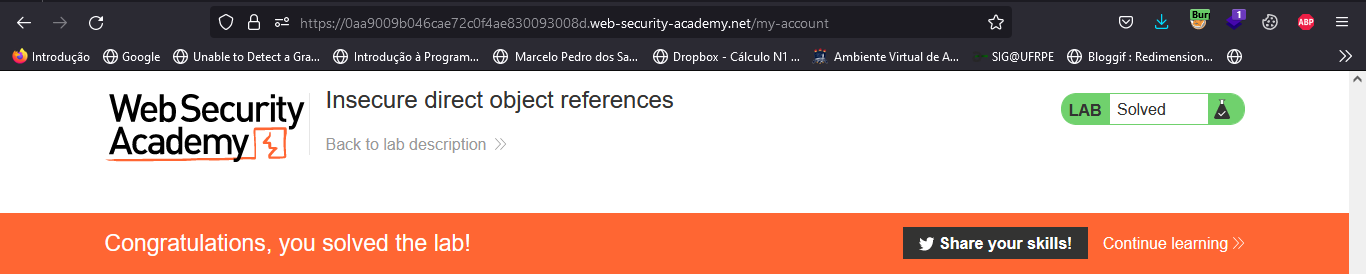 https://0aa9009b046cae72c0f4ae830093008d.web-security-academy.net/my-account
Burr
1
ABP
Introdução Google Unable to Detect a Gra... Introdução à Program... Marcelo Pedro dos Sa... Dropbox - Cálculo N1 ... Ambiente Virtual de A... SIG@UFRPE Bloggif : Redimension...
Web Security
Academy
Insecure direct object references
Back to lab description
LAB Solved
Congratulations, you solved the lab!
Share your skills!
Continue learning